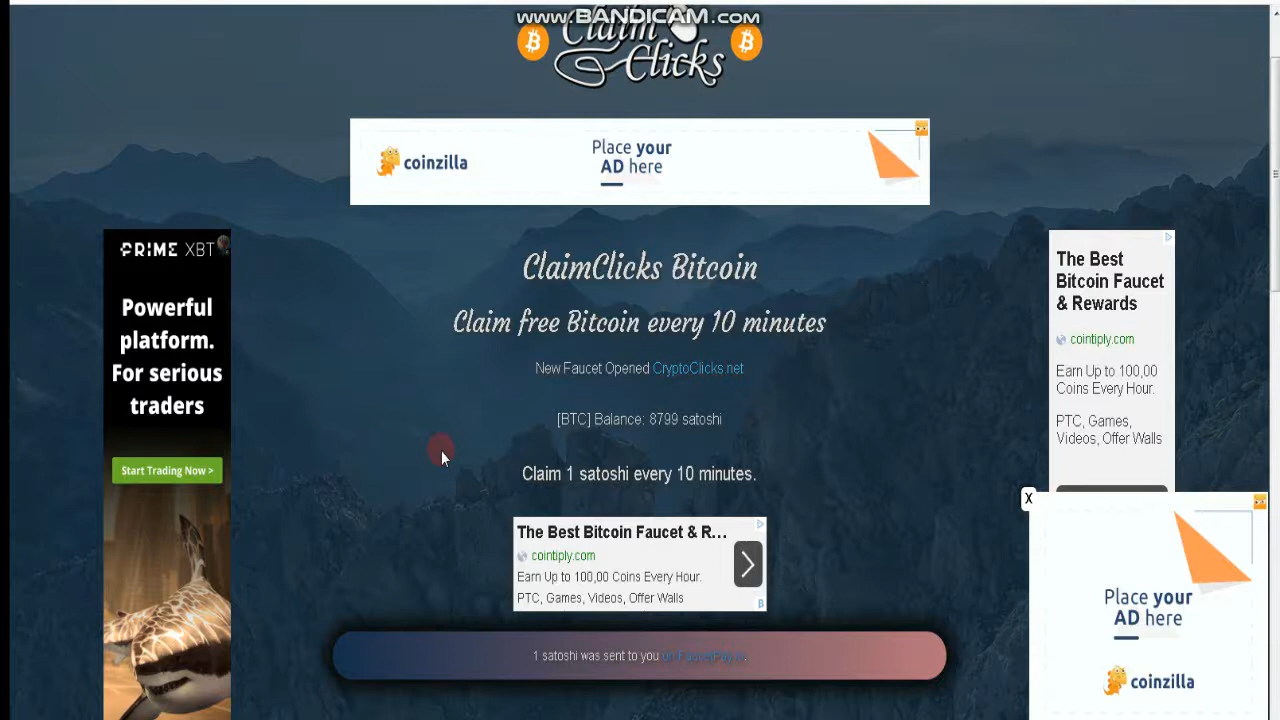 www.BANDICAM.com
Claim
Clicks
coinzilla
Place your
AD here
PRIME XBT
Powerful
platform.
For serious
traders
Start Trading Now >
ClaimClicks Bitcoin
Claim free Bitcoin every 10 minutes
New Faucet Opened CryptoClicks.net
[BTC] Balance: 8799 satoshi
Claim 1 satoshi every 10 minutes.
The Best Bitcoin Faucet & R...
cointiply.com
Earn Up to 100,00 Coins Every Hour.
PTC, Games, Videos, Offer Walls
1 satoshi was sent to you on FaucetPay.io.
The Best
Bitcoin Faucet
& Rewards
cointiply.com
Earn Up to 100,00
Coins Every Hour.
PTC, Games,
Videos, Offer Walls
X
Place your
AD here
coinzilla